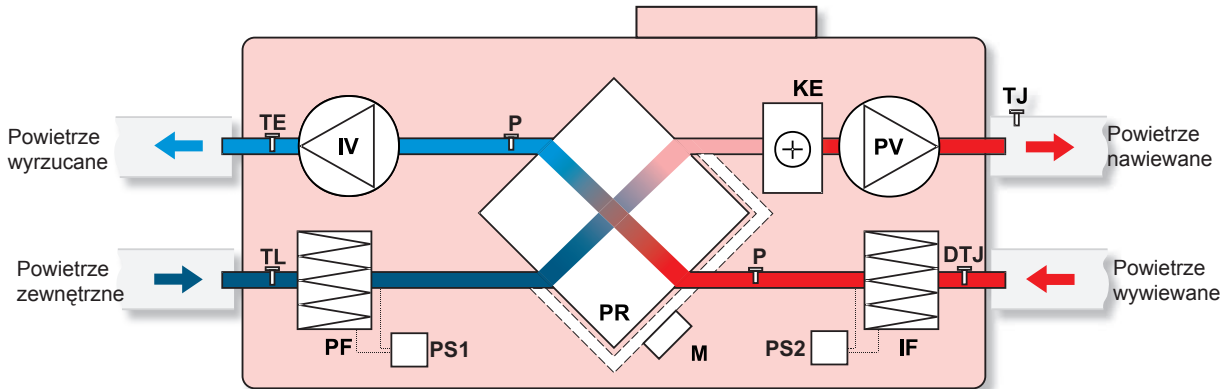 KE
TJ
TE
P
Powietrze
wyrzucane
IV
PV
Powietrze
nawiewane
TL
P
DTJ
Powietrze
zewnętrzne
Powietrze
wywiewane
PR
PF
PS1
M
PS2
IF